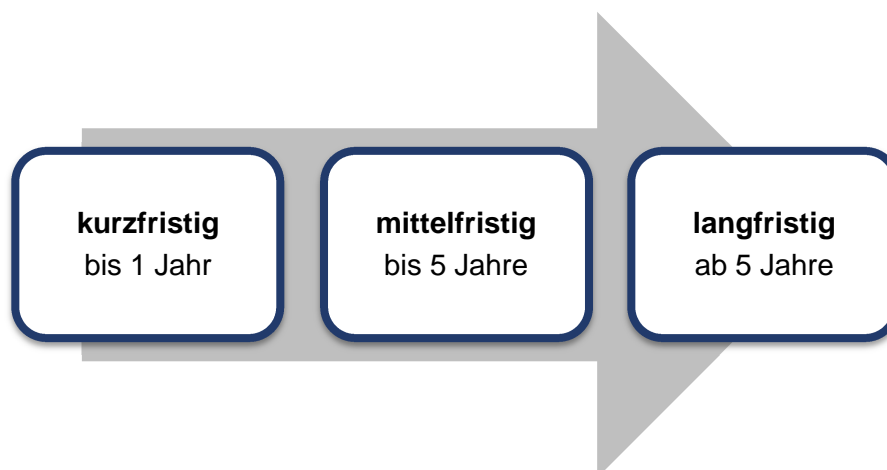 kurzfristig
bis 1 Jahr
mittelfristig
bis 5 Jahre
langfristig
ab 5 Jahre